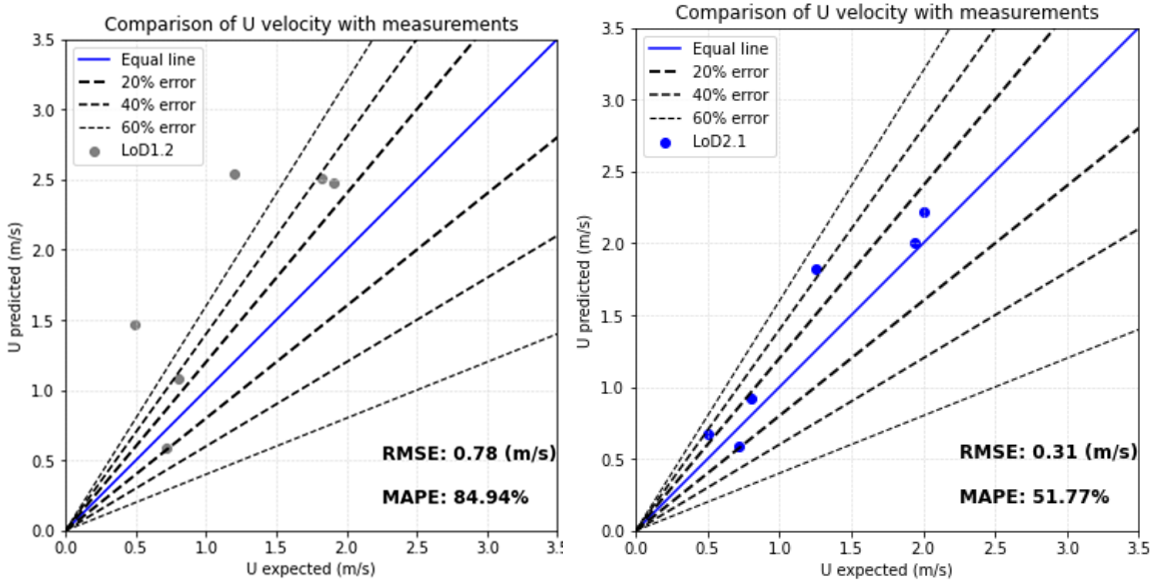 Comparison of U velocity with measurements
3.5
3.0
2.5
2.0
1.5
1.0
0.5
0.0
U predicted (m/s)
Equal line
20% error
40% error
60% error
LoD1.2
RMSE: 0.78 (m/s)
MAPE: 84.94%
0.0 0.5 1.0 1.5 2.0 2.5 3.0 3.5
U expected (m/s)
Comparison of U velocity with measurements
3.5
3.0
2.5
2.0
1.5
1.0
0.5
0.0
U predicted (m/s)
Equal line
20% error
40% error
60% error
LoD2.1
RMSE: 0.31 (m/s)
MAPE: 51.77%
0.0 0.5 1.0 1.5 2.0 2.5 3.0 3.5
U expected (m/s)